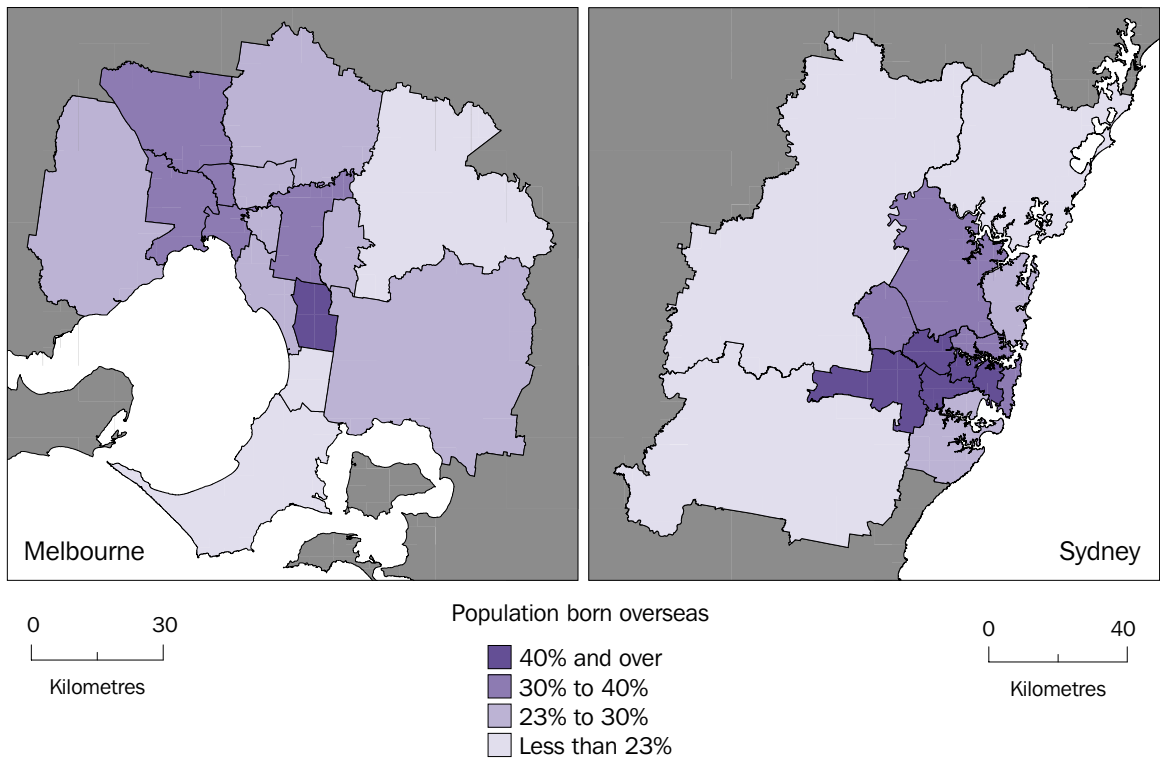 Melbourne
Sydney
0 30
Kilometres
Population born overseas
40% and over
30% to 40%
23% to 30%
Less than 23%
0 40
Kilometres